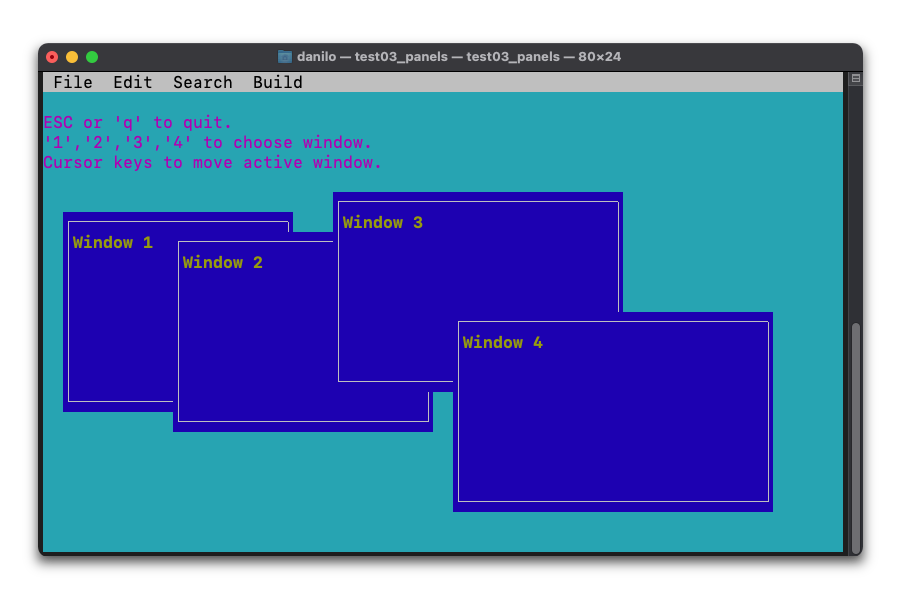 danilo — test03_panels — test03_panels — 80×24
File Edit Search Build
ESC or 'q' to quit.
'1','2','3','4' to choose window.
Cursor keys to move active window.
Window 1
Window 2
Window 3
Window 4